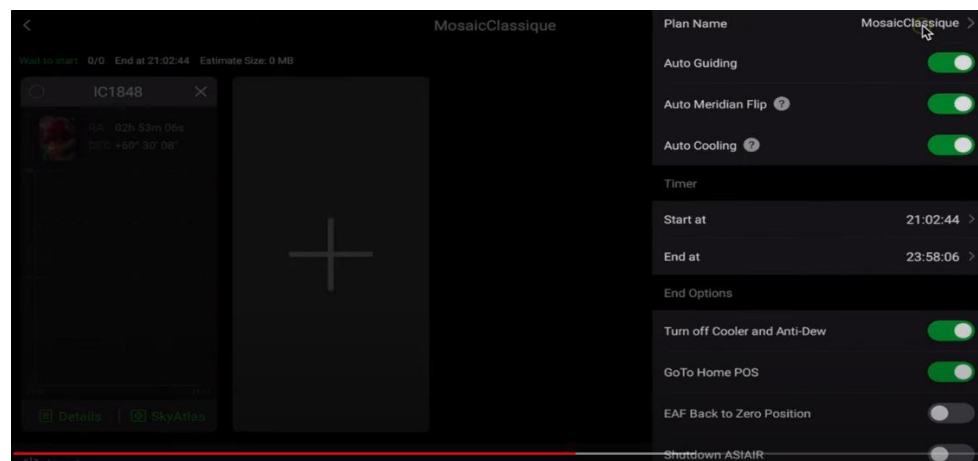 MosaicClassique
Wait to start 0/0 End at 21:02:44 Estimate Size: 0 MB
IC1848
RA: 02h 53m 06s
DEC: +60° 30' 08"
Details
SkyAtlas
Plan Name MosaicClassique
Auto Guiding
Auto Meridian Flip ?
Auto Cooling ?
Timer
Start at 21:02:44
End at 23:58:06
End Options
Turn off Cooler and Anti-Dew
GoTo Home POS
EAF Back to Zero Position
Shutdown ASIAIR